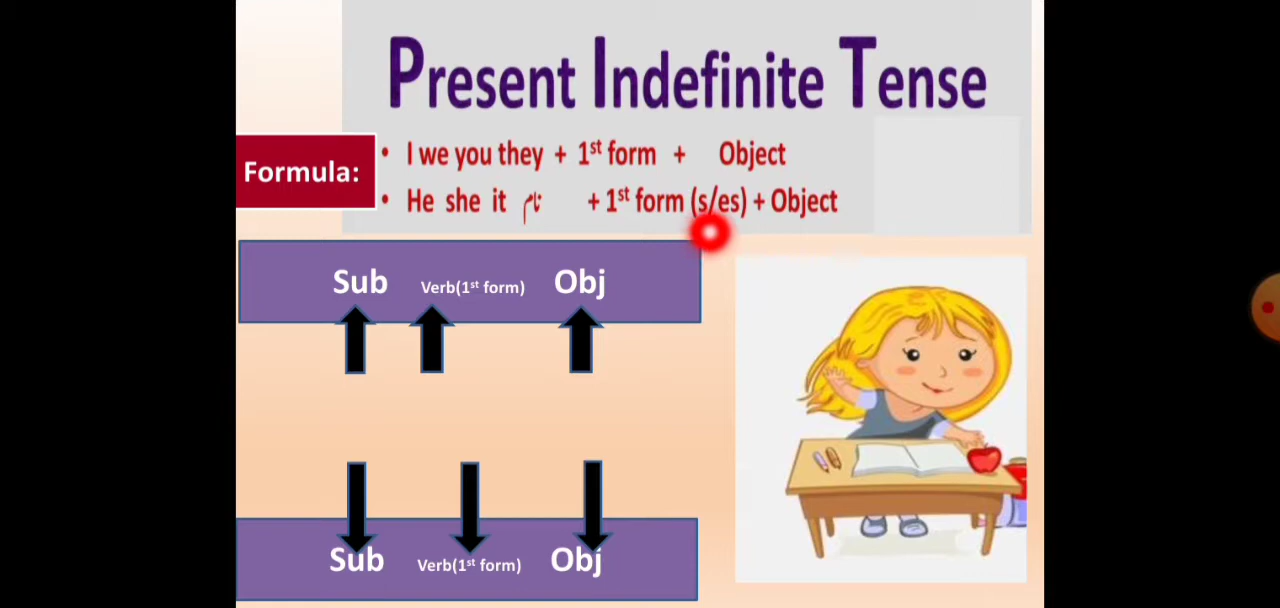 Present Indefinite Tense
Formula:
• I we you they + 1st form + Object
• He she it نام + 1st form (s/es) + Object
Sub Verb(1st form) Obj
Sub Verb(1st form) Obj